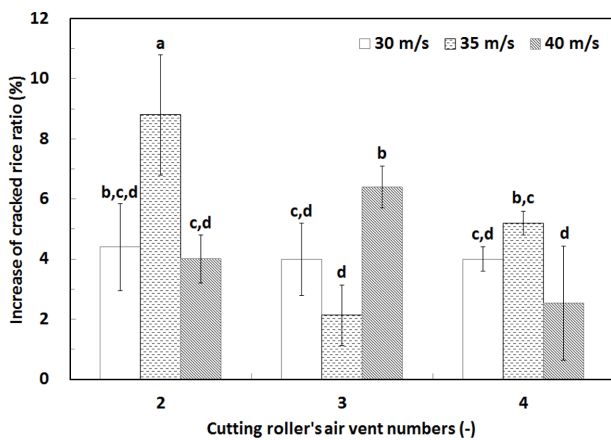 12
10
8
6
4
2
0
Increase of cracked rice ratio (%)
30 m/s 35 m/s 40 m/s
a
b,c,d
c,d
c,d
d
b
c,d
b,c
d
2 3 4
Cutting roller's air vent numbers (-)